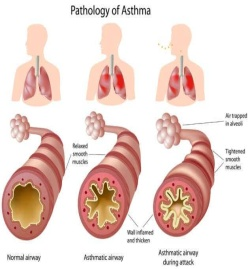 Pathology of Asthma
Air trapped
in alveoli
Relaxed
smooth
muscles
Tightened
smooth
muscles
Wall inflamed
and thicken
Normal airway
Asthmatic airway
Asthmatic airway
during attack